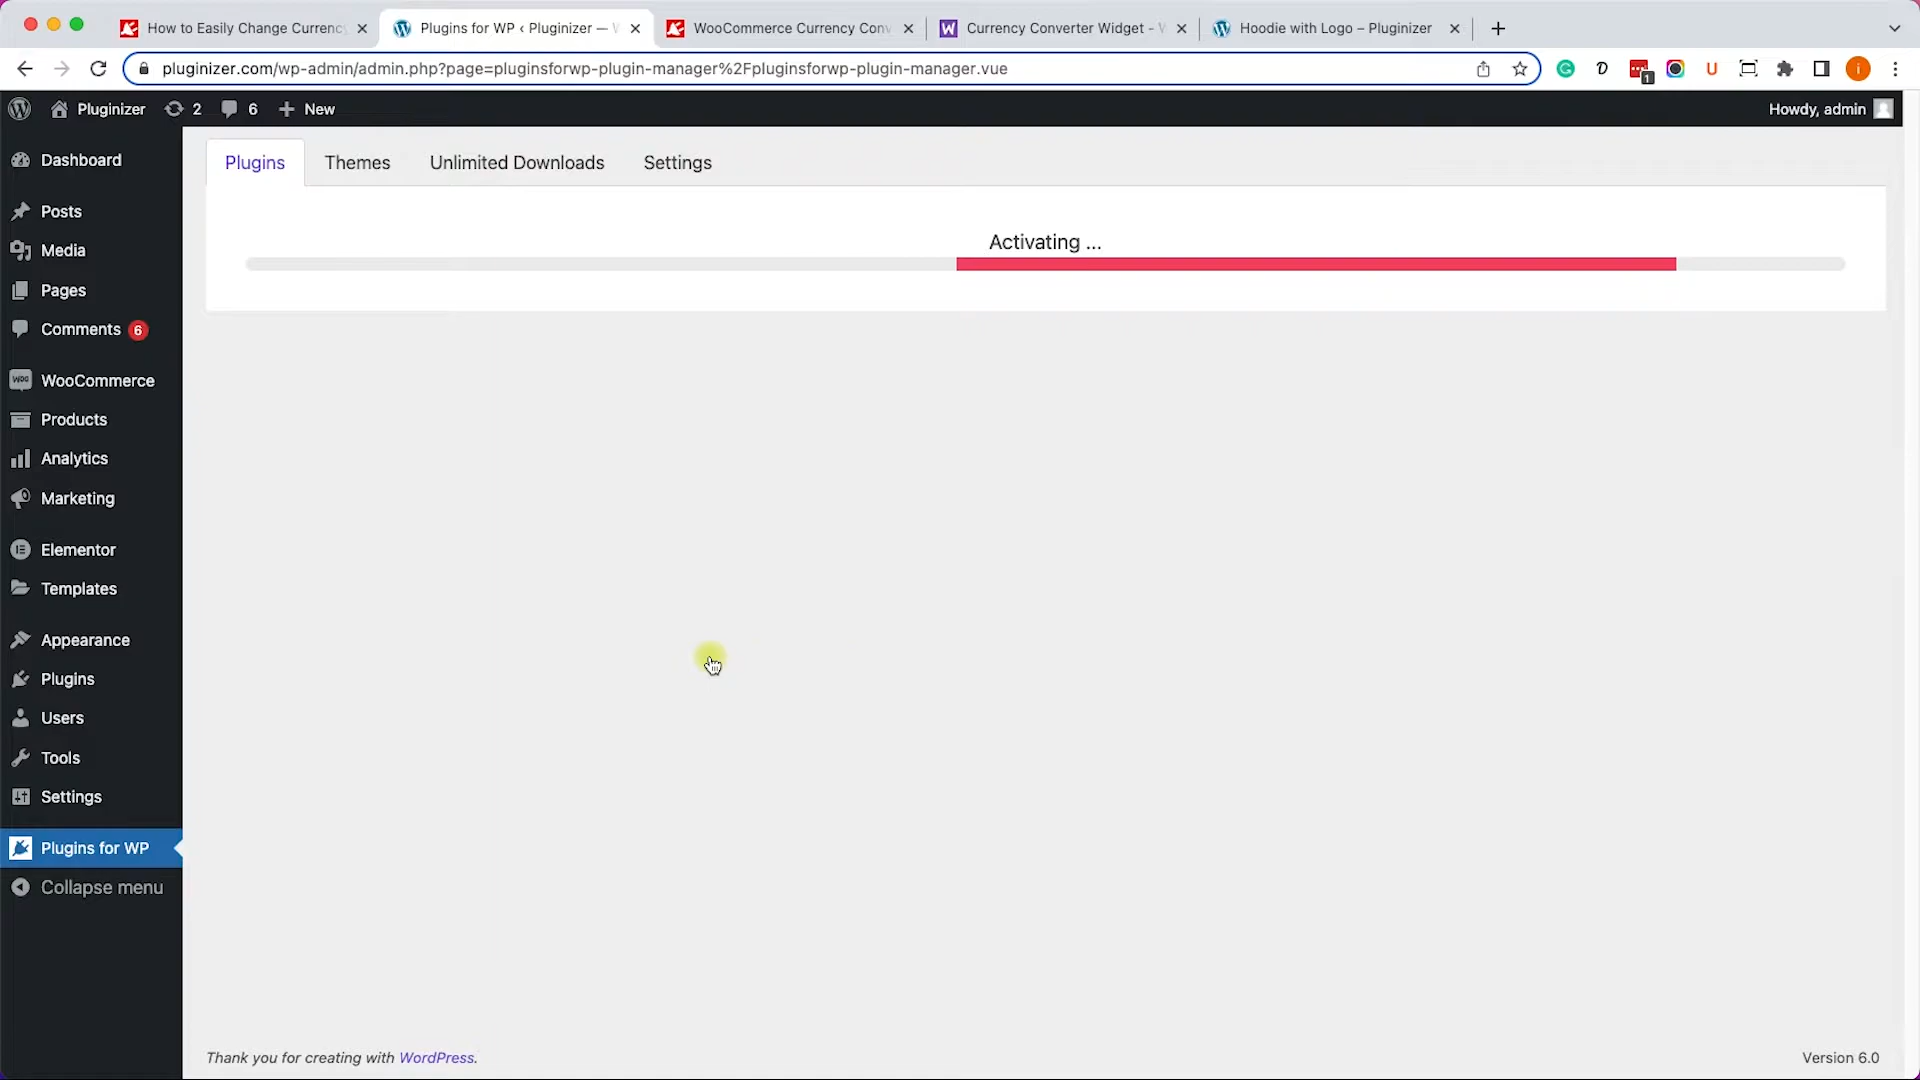 How to Easily Change Currency
Plugins for WP ‹ Pluginizer — W
WooCommerce Currency Conv
Currency Converter Widget - W
Hoodie with Logo – Pluginizer
pluginizer.com/wp-admin/admin.php?page=pluginsforwp-plugin-manager%2Fpluginsforwp-plugin-manager.vue
1
i
Pluginizer
2
6
New
Howdy, admin
Dashboard
Posts
Media
Pages
Comments 6
WooCommerce
Products
Analytics
Marketing
Elementor
Templates
Appearance
Plugins
Users
Tools
Settings
Plugins for WP
Collapse menu
Plugins
Themes
Unlimited Downloads
Settings
Activating ...
Thank you for creating with WordPress.
Version 6.0